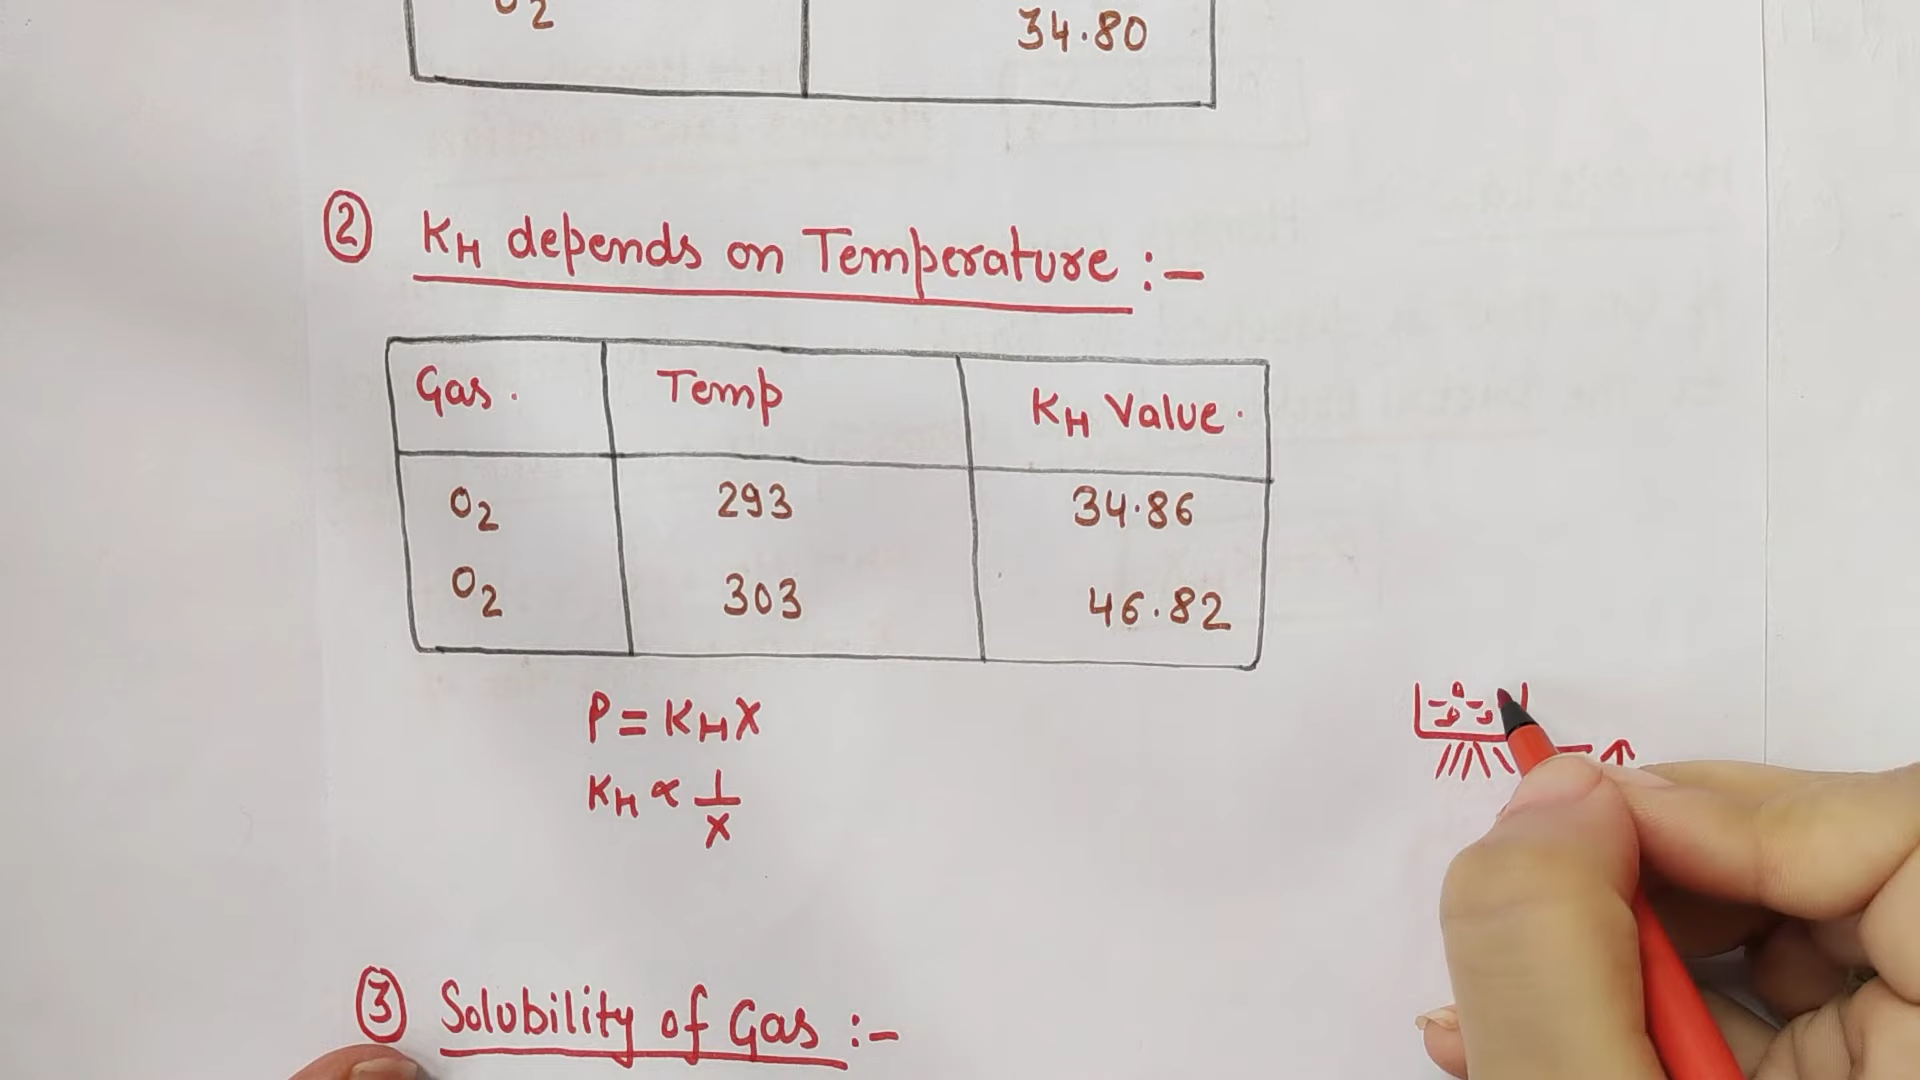 O2 34.80
② KH depends on Temperature :-
Gas. Temp KH Value.
O2 293 34.86
O2 303 46.82
P = KHX
KH ∝ 1/X
③ Solubility of Gas :-